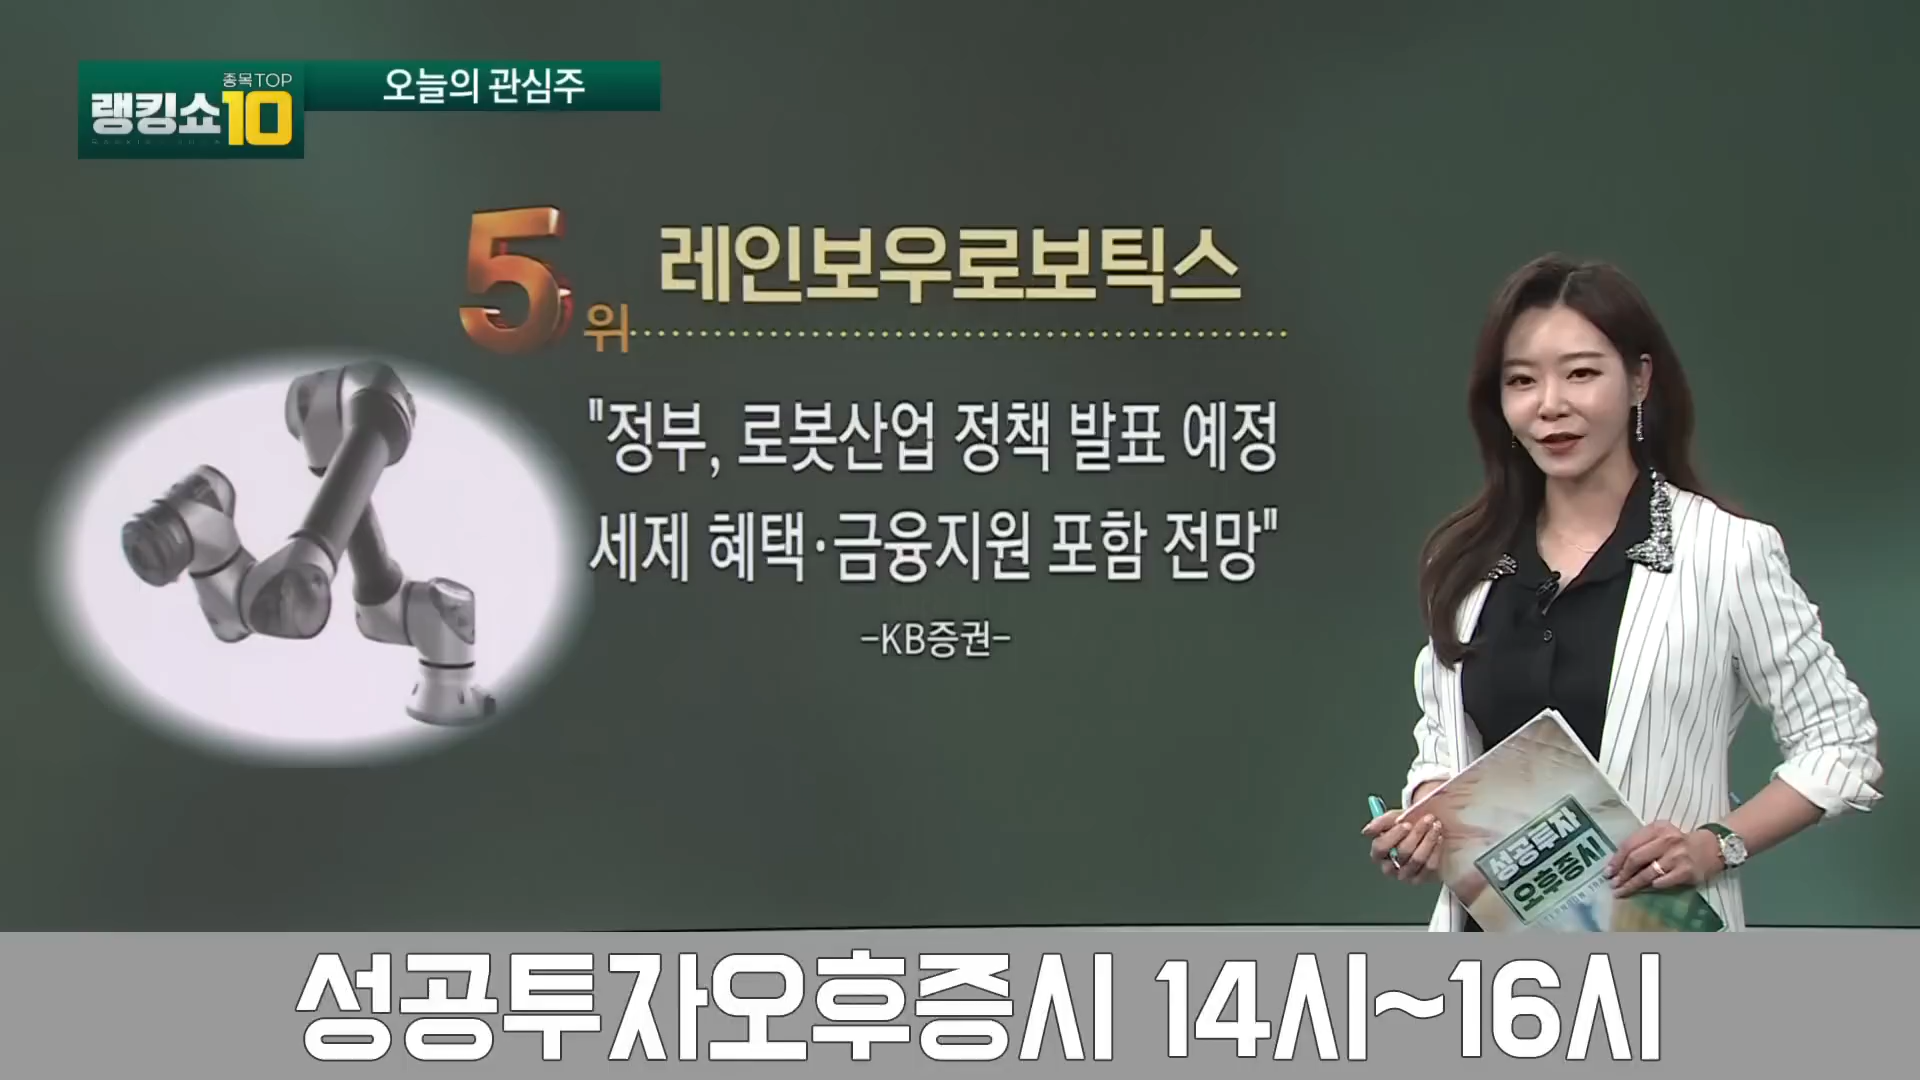 종목TOP
랭킹쇼10
오늘의 관심주
5위 레인보우로보틱스
"정부, 로봇산업 정책 발표 예정
세제 혜택·금융지원 포함 전망"
-KB증권-
성공투자
오후증시
성공투자오후증시 14시~16시